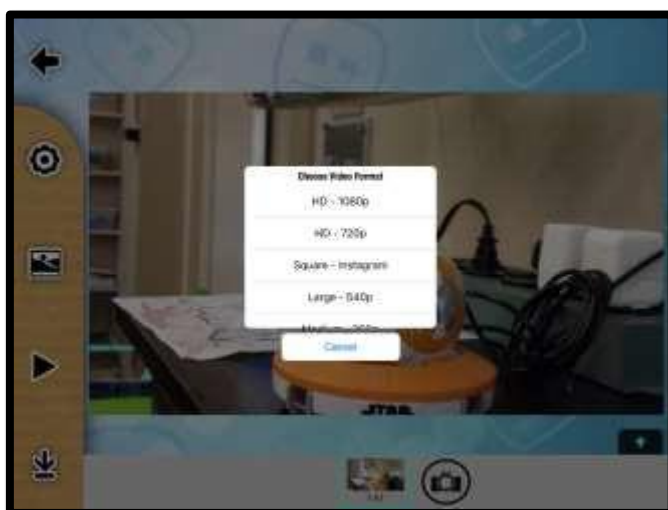 Choose Video Format
HD - 1080p
HD - 720p
Square - Instagram
Large - 540p
Cancel
STAR